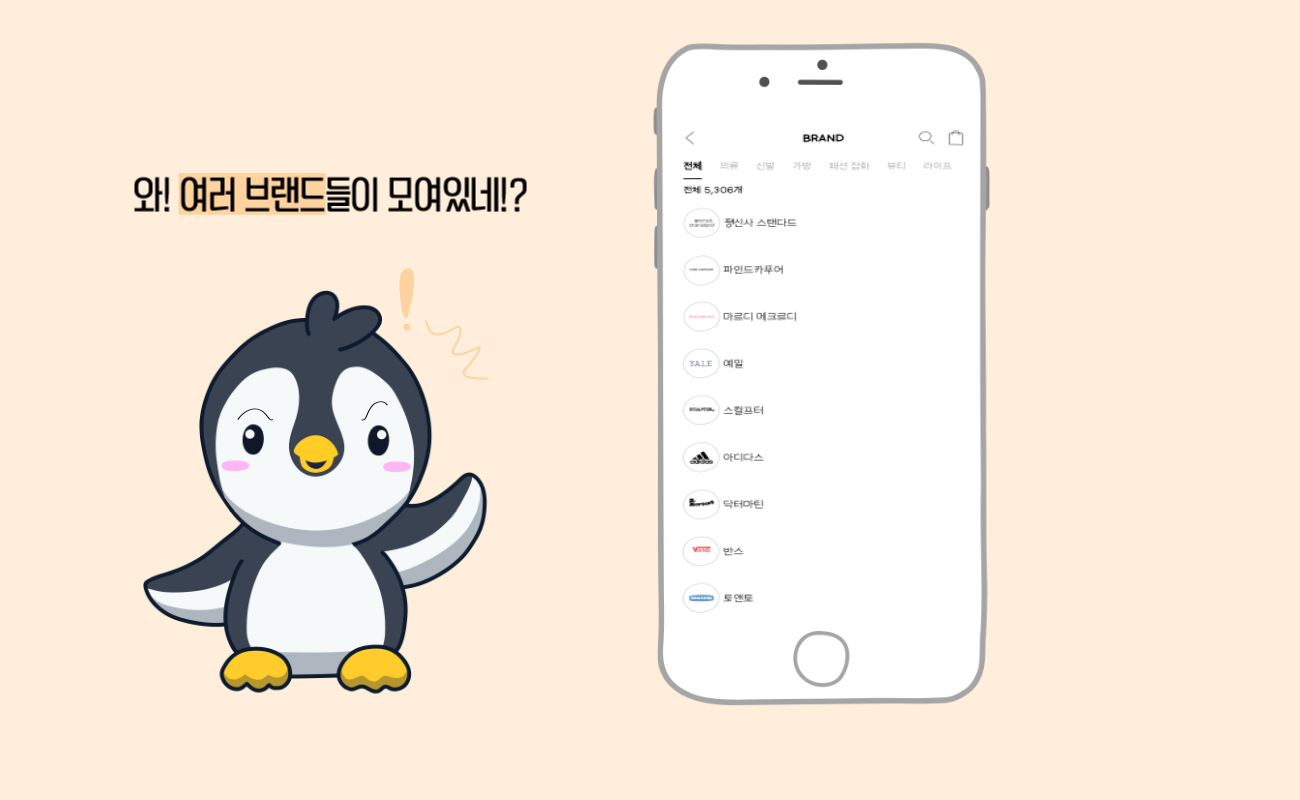 와! 여러 브랜드들이 모여있네!?
BRAND
전체 의류 신발 가방 패션 잡화 뷰티 라이프
전체 5,306개
스탠다드
파인드카푸어
마르디 메크르디
YALE 예일
스컬프터
adidas 아디다스
닥터마틴
VANS 반스
토앤토